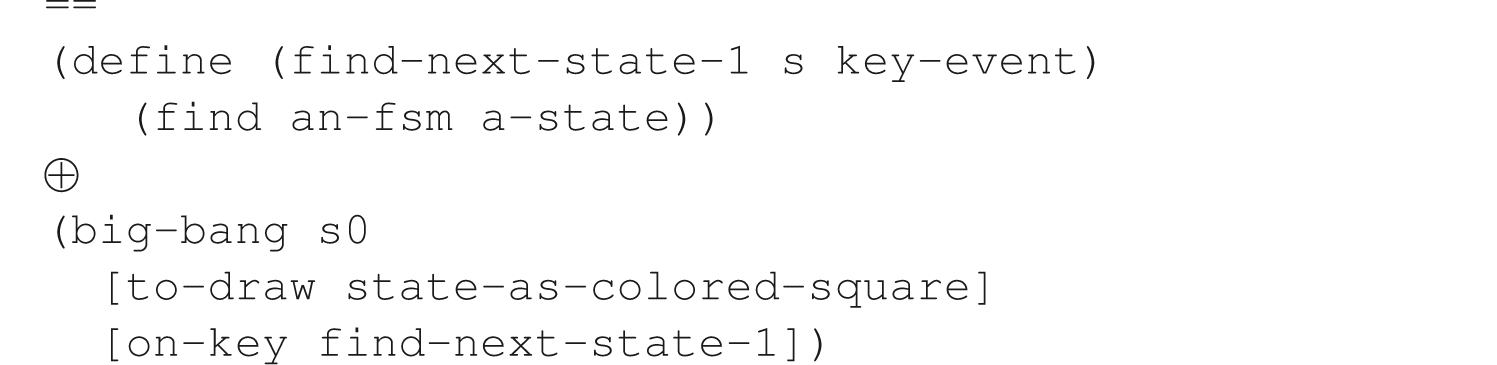 ==
(define (find-next-state-1 s key-event)
   (find an-fsm a-state))
⊕
(big-bang s0
  [to-draw state-as-colored-square]
  [on-key find-next-state-1])